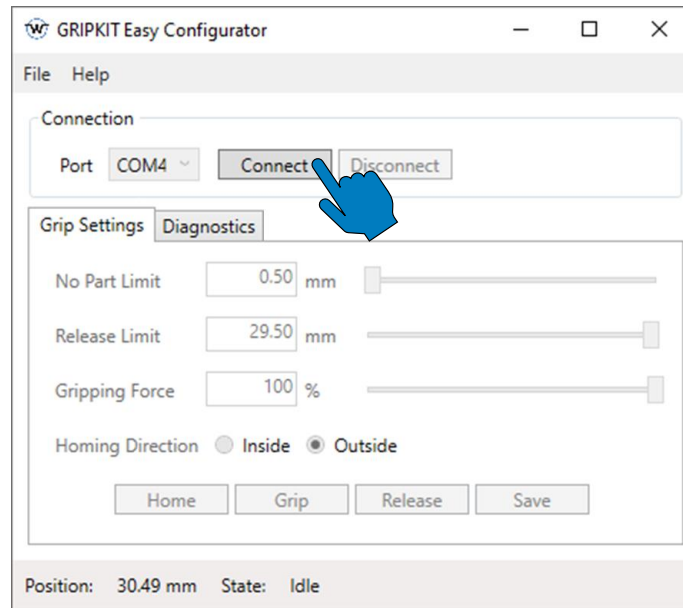 W GRIPKIT Easy Configurator
File Help
Connection
Port COM4 Connect Disconnect
Grip Settings Diagnostics
No Part Limit 0.50 mm
Release Limit 29.50 mm
Gripping Force 100 %
Homing Direction Inside Outside
Home Grip Release Save
Position: 30.49 mm State: Idle